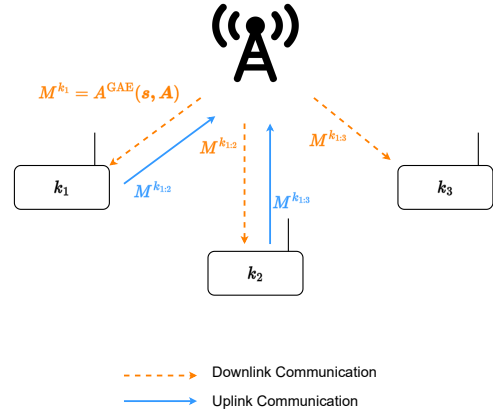 M^{k_1} = A^{GAE}(s, A)
M^{k_{1:2}}
M^{k_{1:3}}
k_1
M^{k_{1:2}}
k_3
M^{k_{1:3}}
k_2
Downlink Communication
Uplink Communication